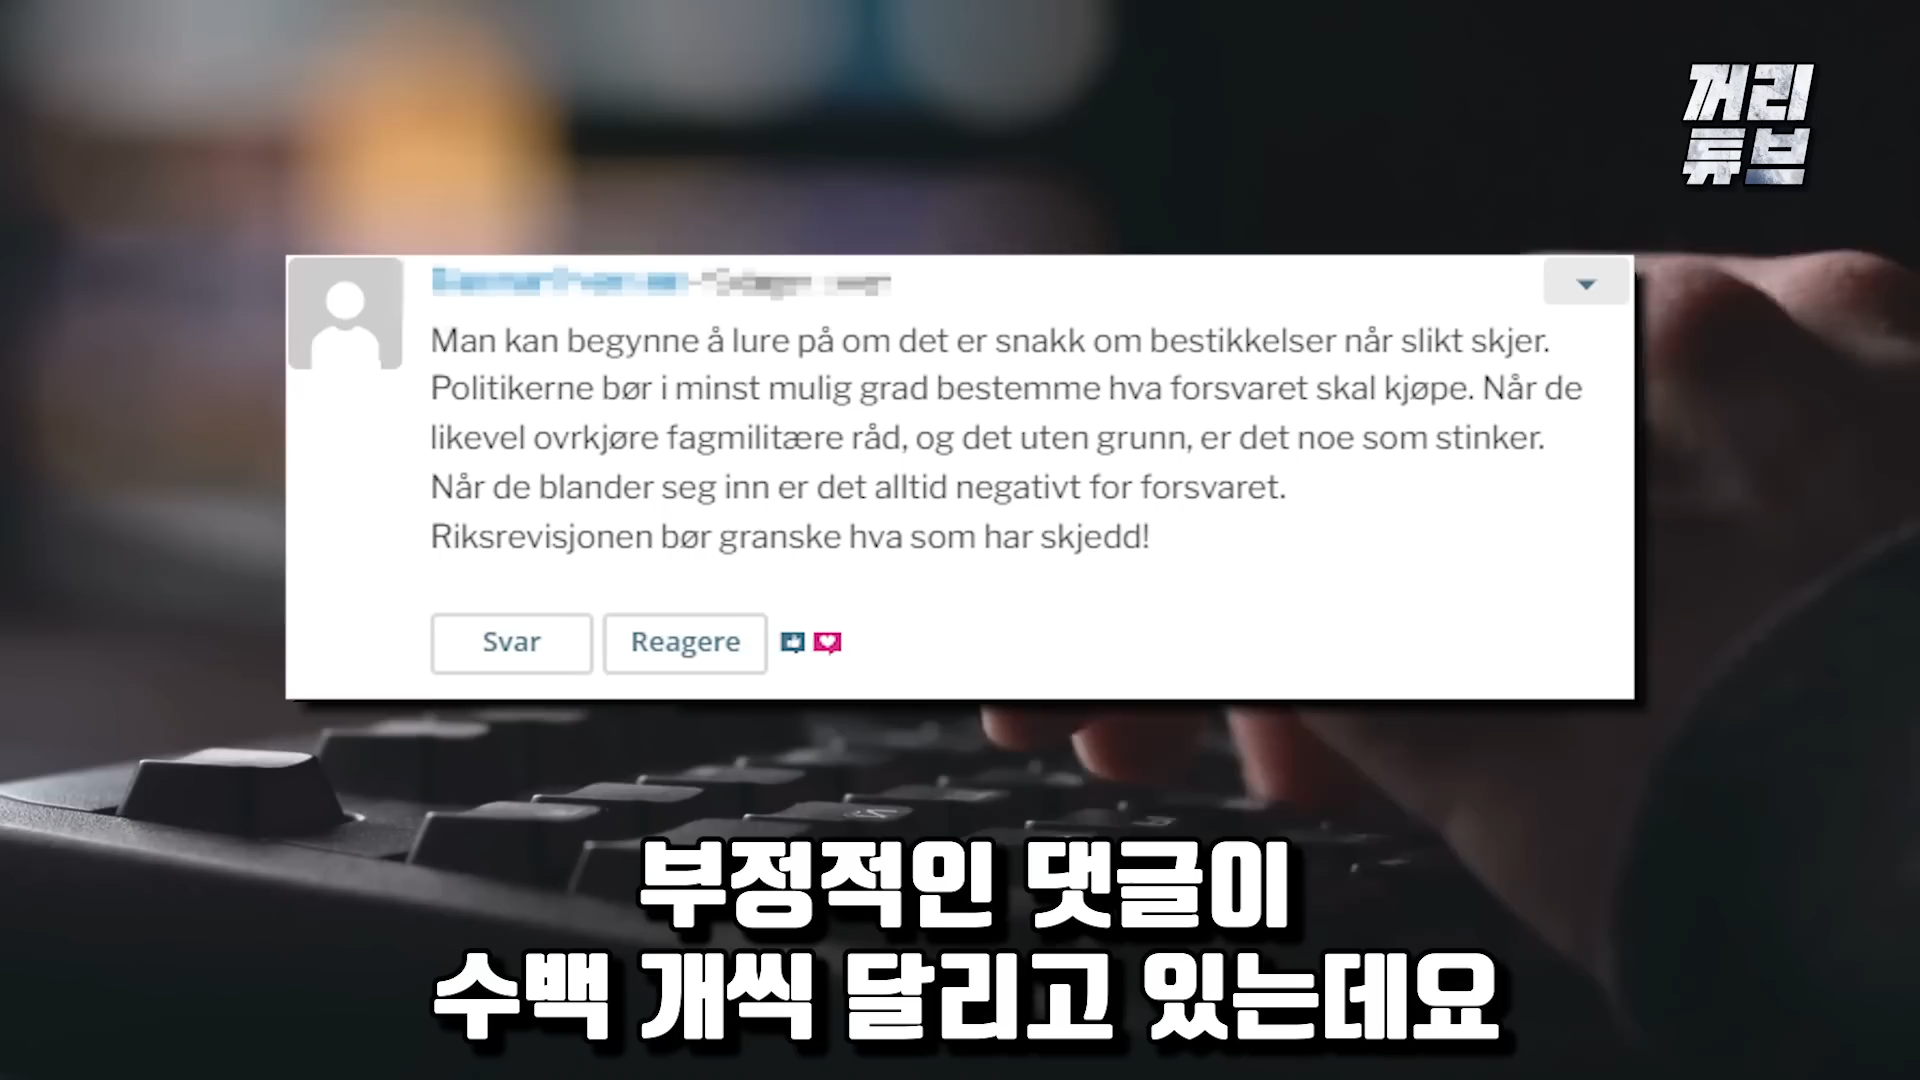 꺼리
튜브
Man kan begynne å lure på om det er snakk om bestikkelser når slikt skjer.
Politikerne bør i minst mulig grad bestemme hva forsvaret skal kjøpe. Når de
likevel ovrkjøre fagmilitære råd, og det uten grunn, er det noe som stinker.
Når de blander seg inn er det alltid negativt for forsvaret.
Riksrevisjonen bør granske hva som har skjedd!
Svar
Reagere
부정적인 댓글이
수백 개씩 달리고 있는데요